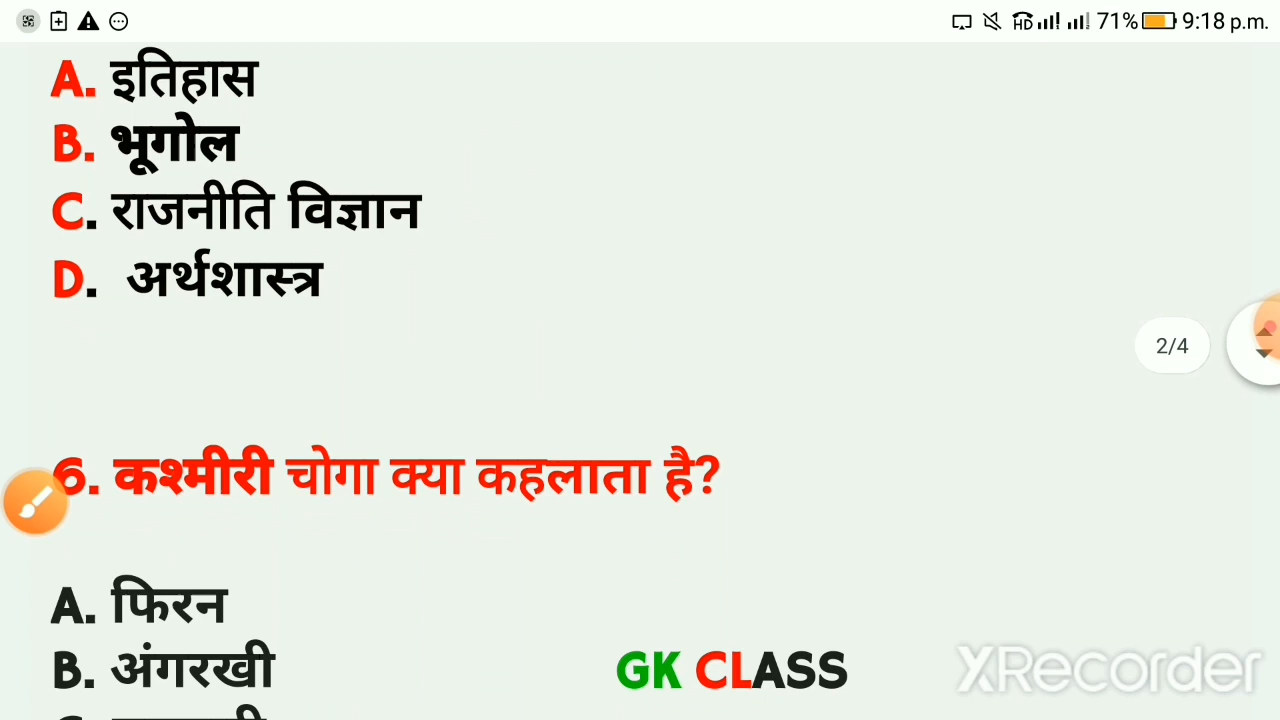 71% 9:18 p.m.
A. इतिहास
B. भूगोल
C. राजनीति विज्ञान
D. अर्थशास्त्र
2/4
6. कश्मीरी चोगा क्या कहलाता है?
A. फिरन
B. अंगरखी
GK CLASS
XRecorder